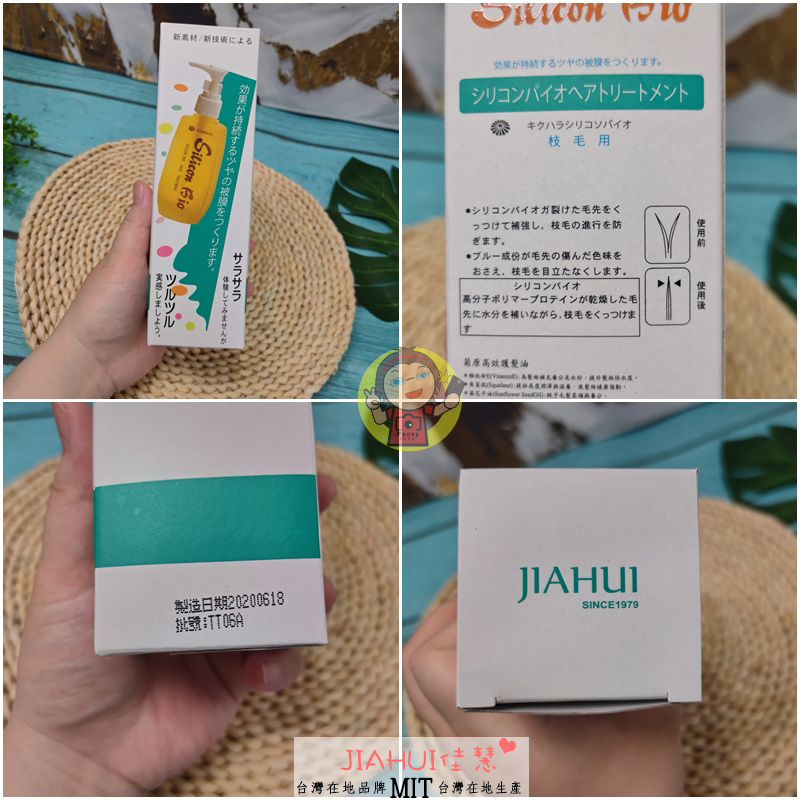 新素材/新技術による
効果が持続するツヤの被膜をつくります。
Silicon Bio
サラサラ
体験してみませんか
ツルツル
実感しましょう。
Silicon Bio
効果が持続するツヤの被膜をつくります。
シリコンバイオヘアトリートメント
キクハラシリコソバイオ
枝毛用
●シリコンバイオガ裂けた毛先をく
っつけて補強し,枝毛の進行を防
ぎます。
●ブルー成份が毛先の傷んだ色味を
おさえ,枝毛を目立たなくします。
使用前
使用後
シリコンバイオ
高分子ポリマープロテインが乾燥した毛
先に水分を補いながら,枝毛をくっつけ
ます
菊原高效護髮油
製造日期20200618
批號:TT06A
JIAHUI
SINCE1979
Fanny
JIAHUI佳慧
台灣在地品牌 MIT 台灣在地生產